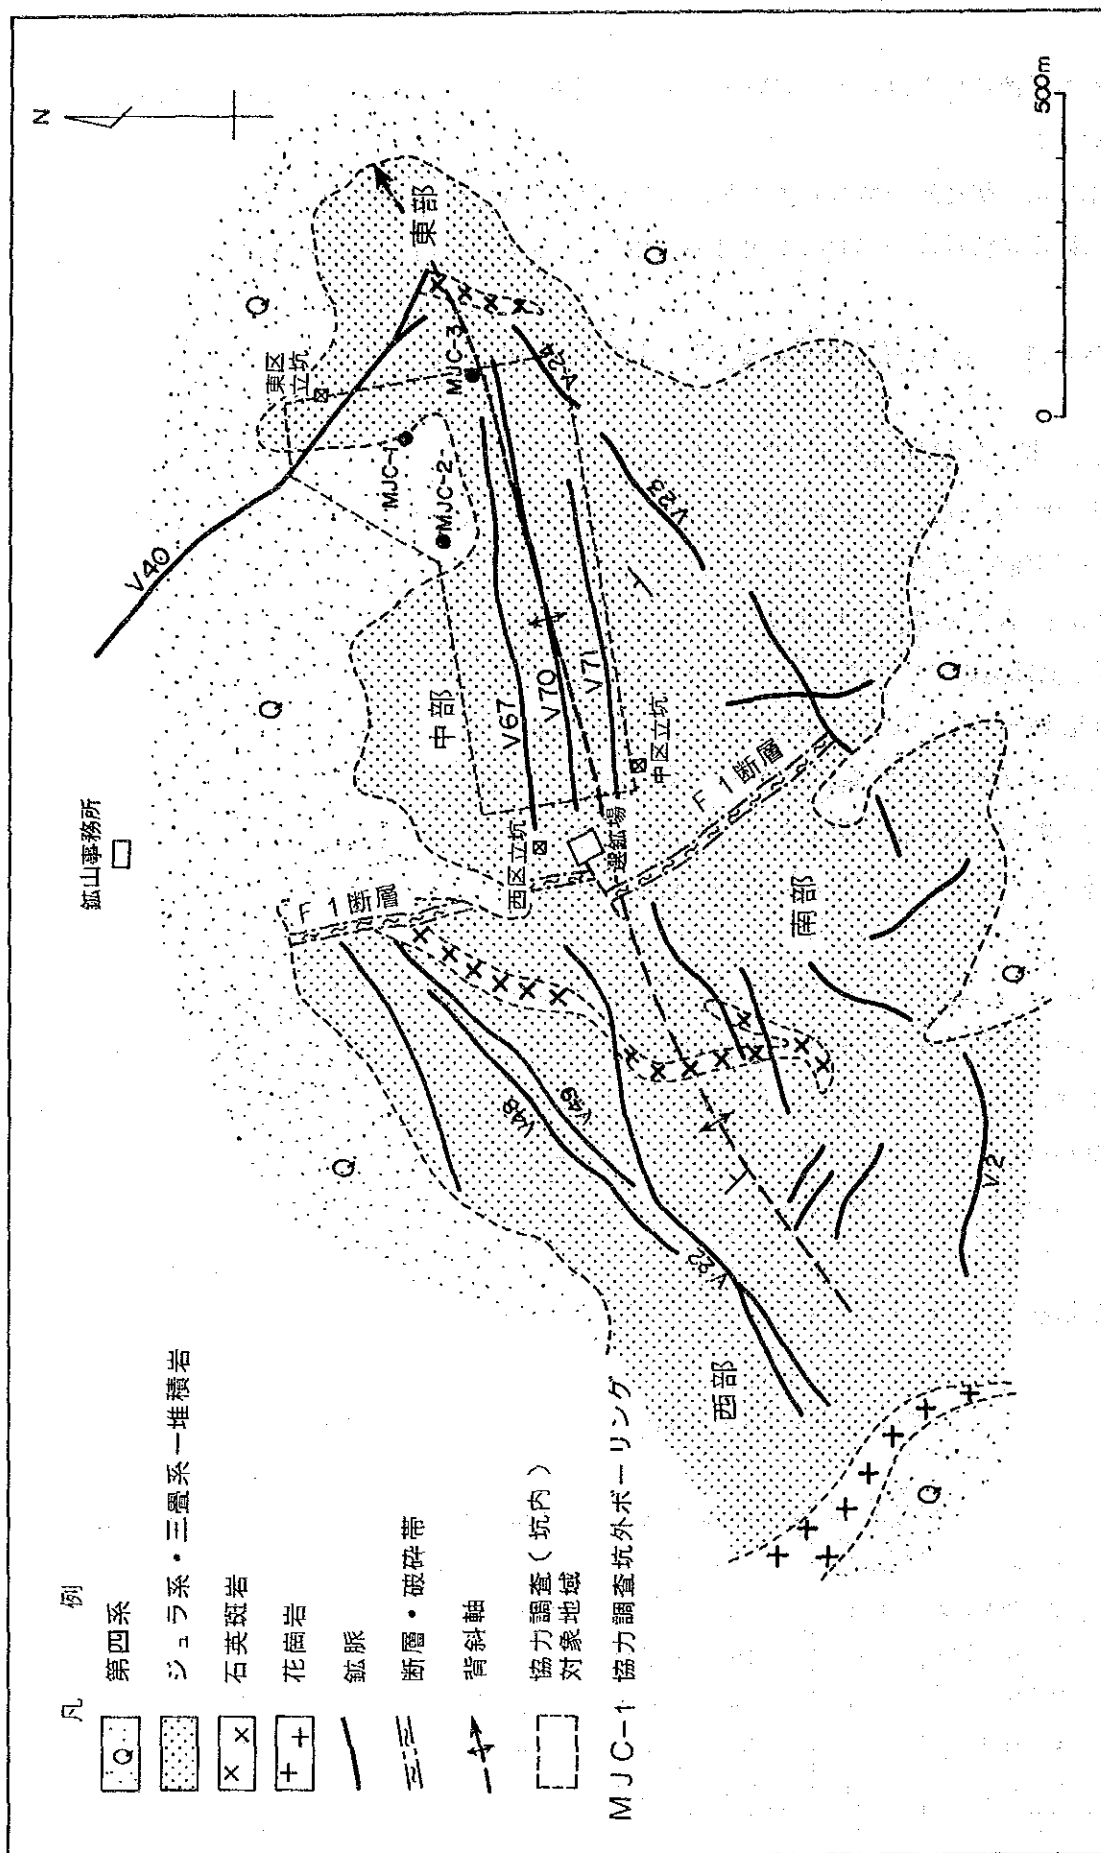 凡 例
Q 第四系
ジュラ系・三畳系ー堆積岩
石英斑岩
花崗岩
鉱脈
断層・破砕帯
背斜軸
協力調査(坑内)
対象地域
MJC-1 協力調査坑外ボーリング
N
鉱山事務所
V40
Q
Q
Q
Q
東区
立坑
東部
MJC-1
MJC-2
MJC-3
中部
V67
V70
V71
V24
V23
F1断層
西区立坑
選鉱場
中区立坑
F1断層
V48
V49
V22
南部
西部
V2
Q
Q
Q
0
500m